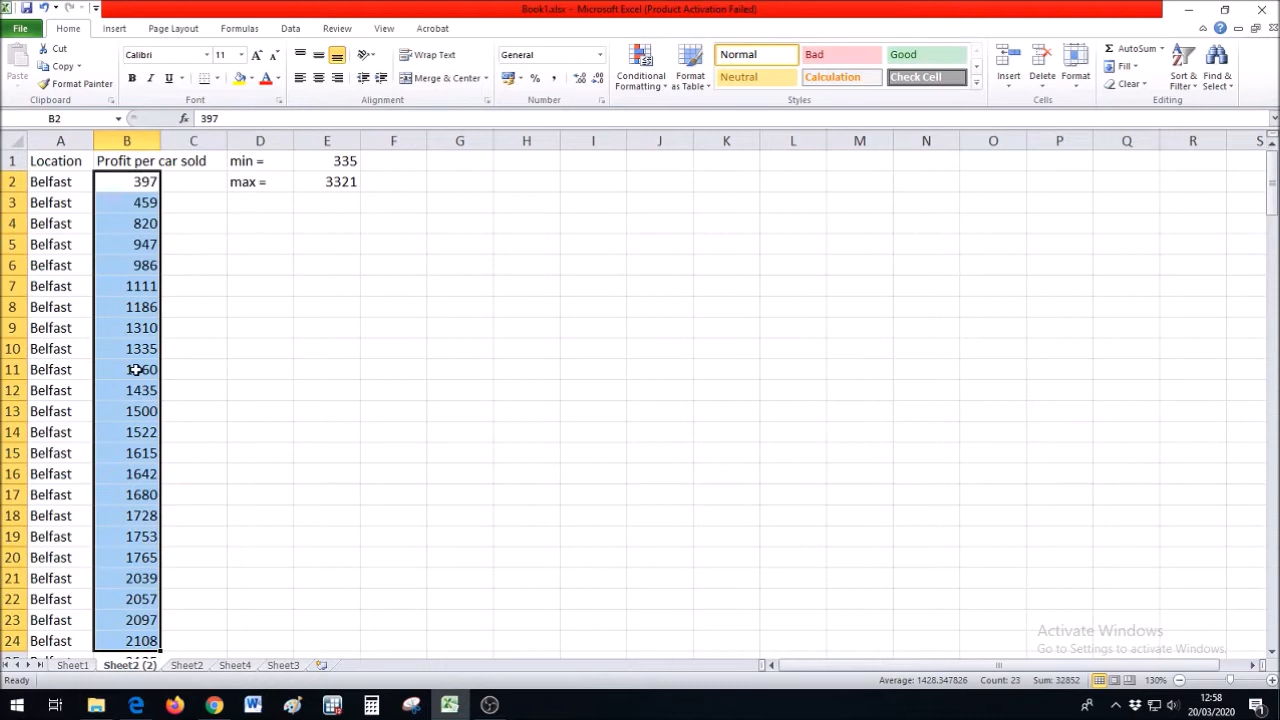 Book1.xlsx - Microsoft Excel (Product Activation Failed)
File Home Insert Page Layout Formulas Data Review View Acrobat
Cut Calibri 11 Wrap Text General Normal Bad Good AutoSum
Paste Copy Conditional Formatting Format as Table Insert Delete Format Fill Sort & Filter Find & Select
Format Painter B I U Merge & Center % , Neutral Calculation Check Cell Clear
Clipboard Font Alignment Number Styles Cells Editing
B2 fx 397
A B C D E F G H I J K L M N O P Q R S
1 Location Profit per car sold min = 335
2 Belfast 397 max = 3321
3 Belfast 459
4 Belfast 820
5 Belfast 947
6 Belfast 986
7 Belfast 1111
8 Belfast 1186
9 Belfast 1310
10 Belfast 1335
11 Belfast
12 Belfast 1435
13 Belfast 1500
14 Belfast 1522
15 Belfast 1615
16 Belfast 1642
17 Belfast 1680
18 Belfast 1728
19 Belfast 1753
20 Belfast 1765
21 Belfast 2039
22 Belfast 2057
23 Belfast 2097
24 Belfast 2108
Activate Windows
Go to Settings to activate Windows.
Sheet1 Sheet2 (2) Sheet2 Sheet4 Sheet3
Ready Average: 1428.347826 Count: 23 Sum: 32852 130%
12:58
20/03/2020